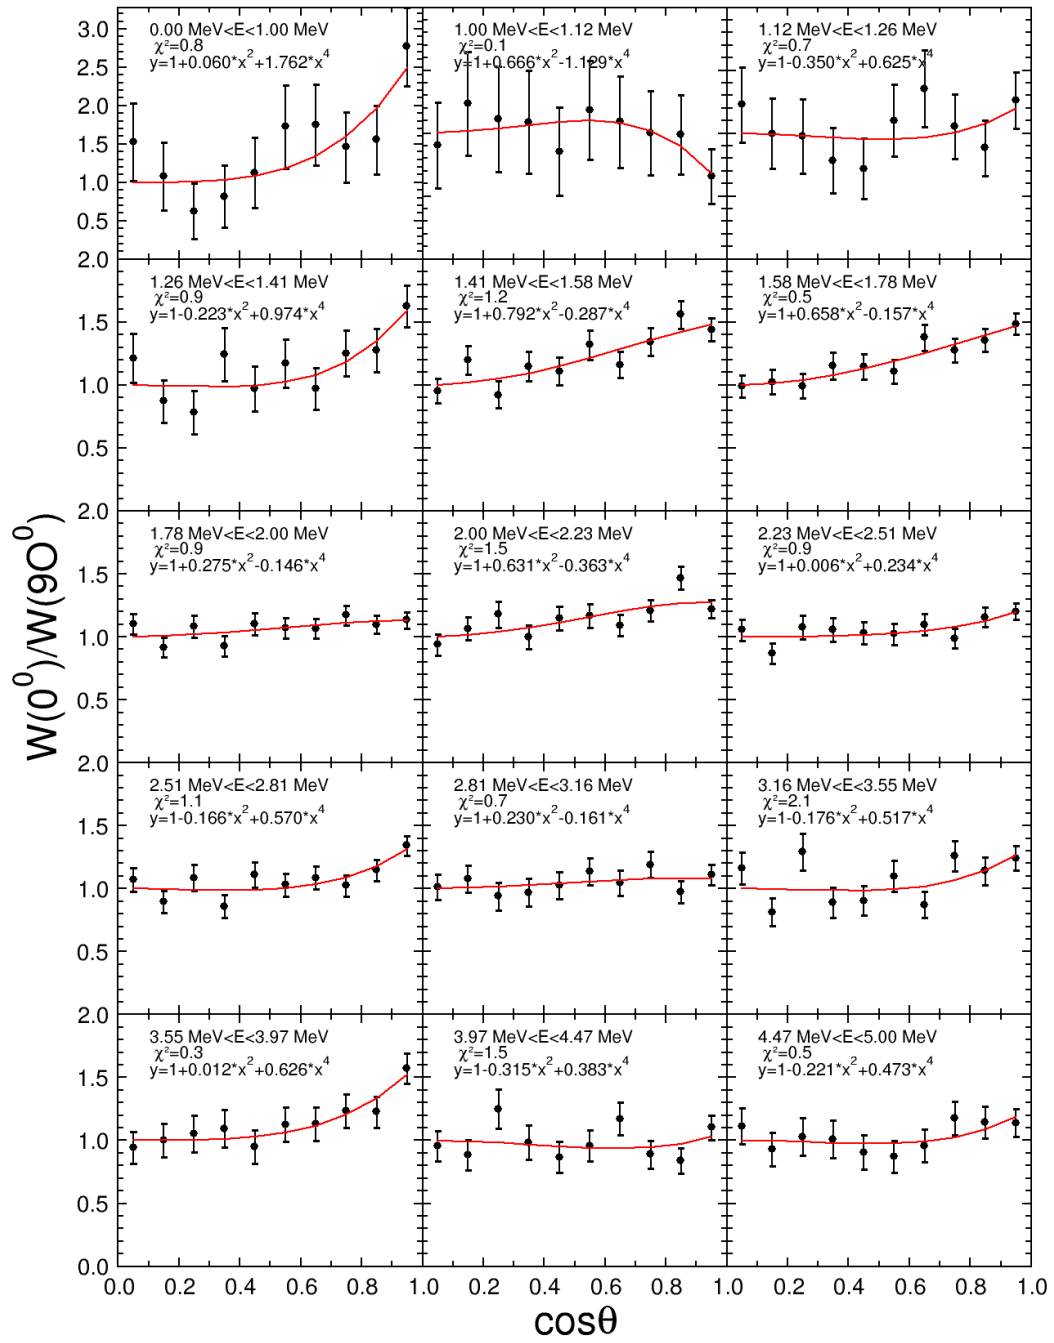 3.0
2.5
2.0
1.5
1.0
0.5
0.00 MeV<E<1.00 MeV
χ²=0.8
y=1+0.060*x²+1.762*x⁴
1.00 MeV<E<1.12 MeV
χ²=0.1
y=1+0.666*x²-1.129*x⁴
1.12 MeV<E<1.26 MeV
χ²=0.7
y=1-0.350*x²+0.625*x⁴
2.0
1.5
1.0
0.5
1.26 MeV<E<1.41 MeV
χ²=0.9
y=1-0.223*x²+0.974*x⁴
1.41 MeV<E<1.58 MeV
χ²=1.2
y=1+0.792*x²-0.287*x⁴
1.58 MeV<E<1.78 MeV
χ²=0.5
y=1+0.658*x²-0.157*x⁴
2.0
1.5
1.0
0.5
1.78 MeV<E<2.00 MeV
χ²=0.9
y=1+0.275*x²-0.146*x⁴
2.00 MeV<E<2.23 MeV
χ²=1.5
y=1+0.631*x²-0.363*x⁴
2.23 MeV<E<2.51 MeV
χ²=0.9
y=1+0.006*x²+0.234*x⁴
W(0⁰)/W(90⁰)
2.0
1.5
1.0
0.5
2.51 MeV<E<2.81 MeV
χ²=1.1
y=1-0.166*x²+0.570*x⁴
2.81 MeV<E<3.16 MeV
χ²=0.7
y=1+0.230*x²-0.161*x⁴
3.16 MeV<E<3.55 MeV
χ²=2.1
y=1-0.176*x²+0.517*x⁴
2.0
1.5
1.0
0.5
0.0
3.55 MeV<E<3.97 MeV
χ²=0.3
y=1+0.012*x²+0.626*x⁴
3.97 MeV<E<4.47 MeV
χ²=1.5
y=1-0.315*x²+0.383*x⁴
4.47 MeV<E<5.00 MeV
χ²=0.5
y=1-0.221*x²+0.473*x⁴
0.0 0.2 0.4 0.6 0.8 1.0 0.2 0.4 0.6 0.8 1.0 0.2 0.4 0.6 0.8 1.0
cosθ